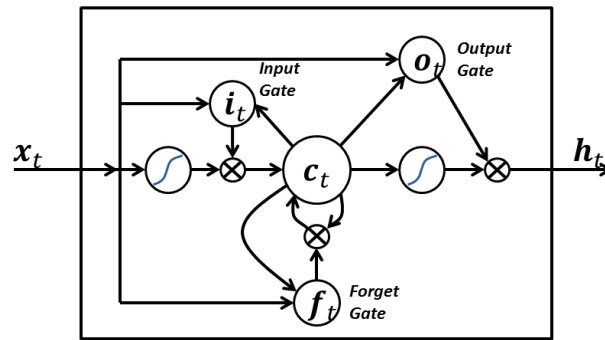 o_t
Output
Gate
Input
Gate
i_t
x_t
c_t
h_t
f_t
Forget
Gate